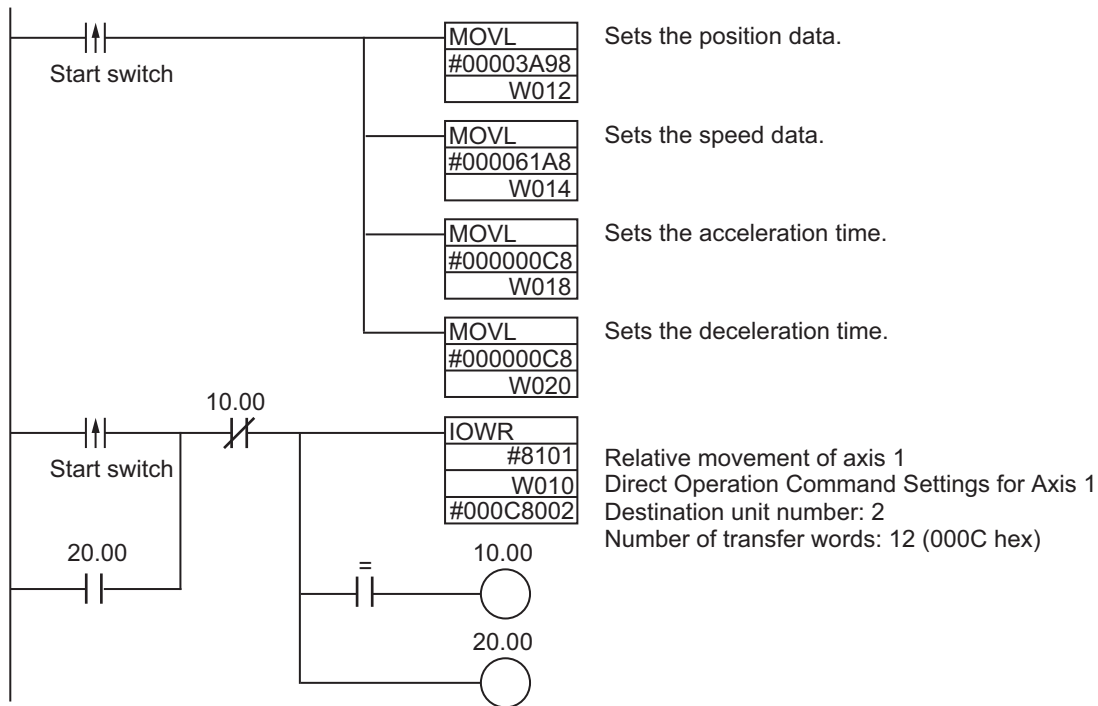 MOVL
Sets the position data.
Start switch
#00003A98
W012
MOVL
Sets the speed data.
#000061A8
W014
MOVL
Sets the acceleration time.
#000000C8
W018
MOVL
Sets the deceleration time.
#000000C8
W020
10.00
IOWR
Start switch
#8101
Relative movement of axis 1
W010
Direct Operation Command Settings for Axis 1
#000C8002
Destination unit number: 2
Number of transfer words: 12 (000C hex)
20.00
=
10.00
20.00